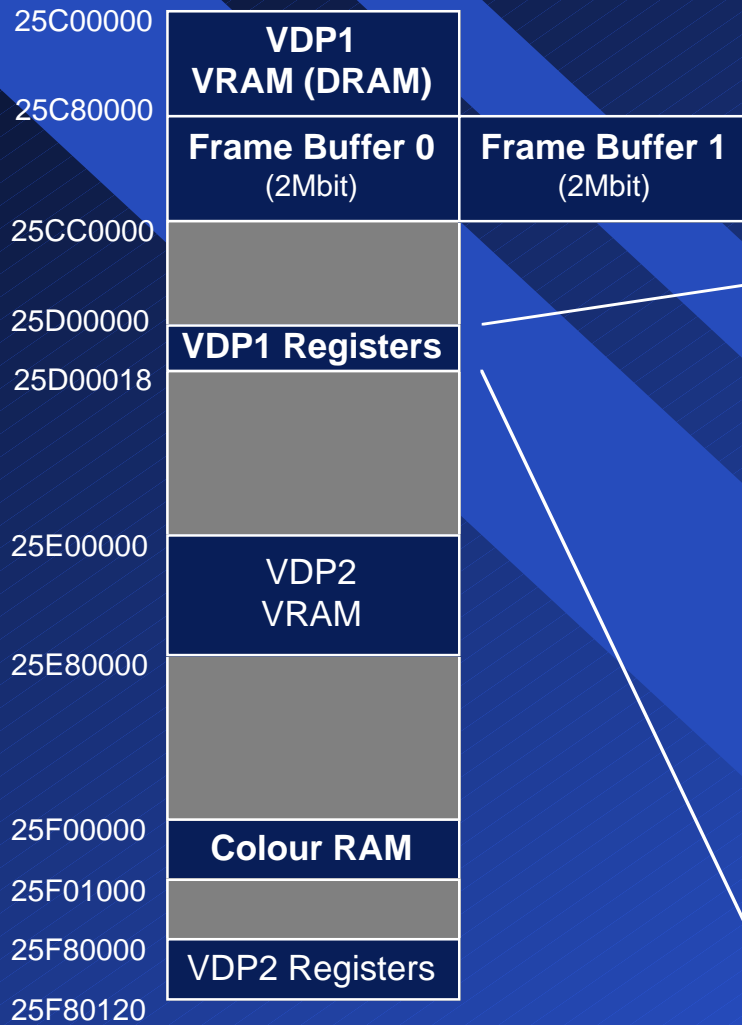 25C00000
VDP1
VRAM (DRAM)
25C80000
Frame Buffer 0
(2Mbit)
Frame Buffer 1
(2Mbit)
25CC0000
25D00000
VDP1 Registers
25D00018
25E00000
VDP2
VRAM
25E80000
25F00000
Colour RAM
25F01000
25F80000
VDP2 Registers
25F80120